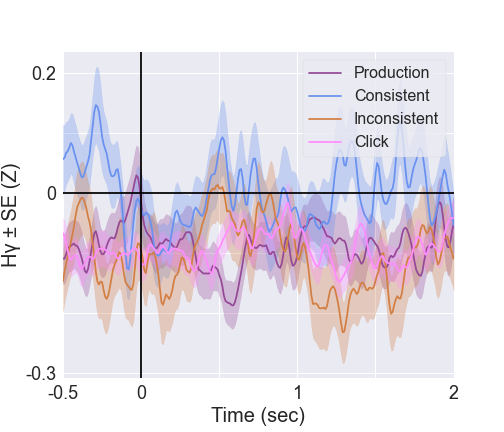 Production
Consistent
Inconsistent
Click
Hγ ± SE (Z)
0.2
0
-0.3
-0.5 0 1 2
Time (sec)